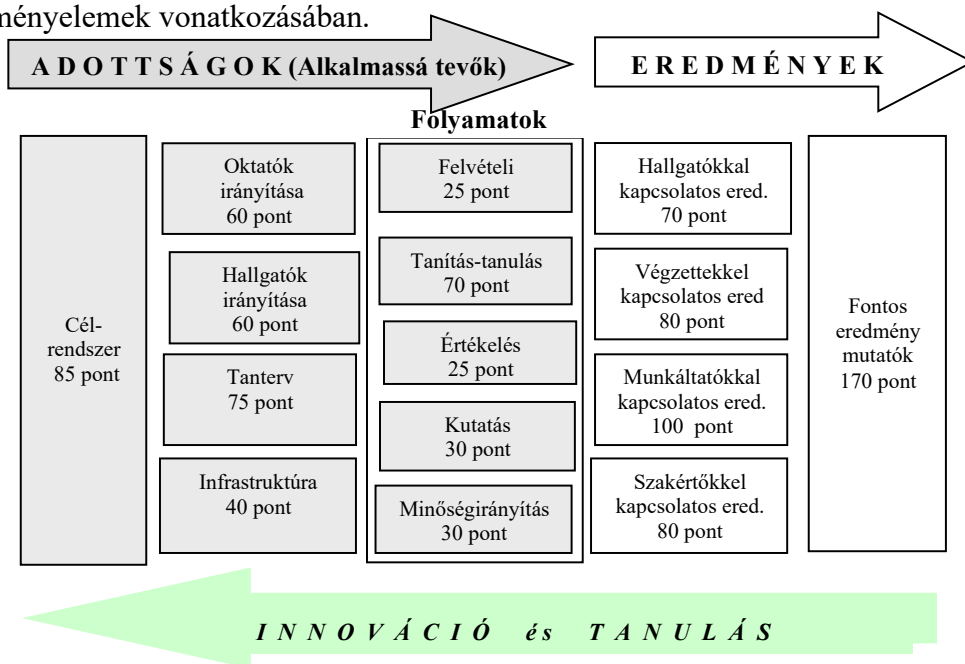 ményelemek vonatkozásában.
A D O T T S Á G O K (Alkalmassá tevők)
E R E D M É N Y E K
Folyamatok
Cél-
rendszer
85 pont
Oktatók
irányítása
60 pont
Hallgatók
irányítása
60 pont
Tanterv
75 pont
Infrastruktúra
40 pont
Felvételi
25 pont
Tanítás-tanulás
70 pont
Értékelés
25 pont
Kutatás
30 pont
Minőségirányítás
30 pont
Hallgatókkal
kapcsolatos ered.
70 pont
Végzettekkel
kapcsolatos ered
80 pont
Munkáltatókkal
kapcsolatos ered.
100 pont
Szakértőkkel
kapcsolatos ered.
80 pont
Fontos
eredmény
mutatók
170 pont
I N N O V Á C I Ó és T A N U L Á S